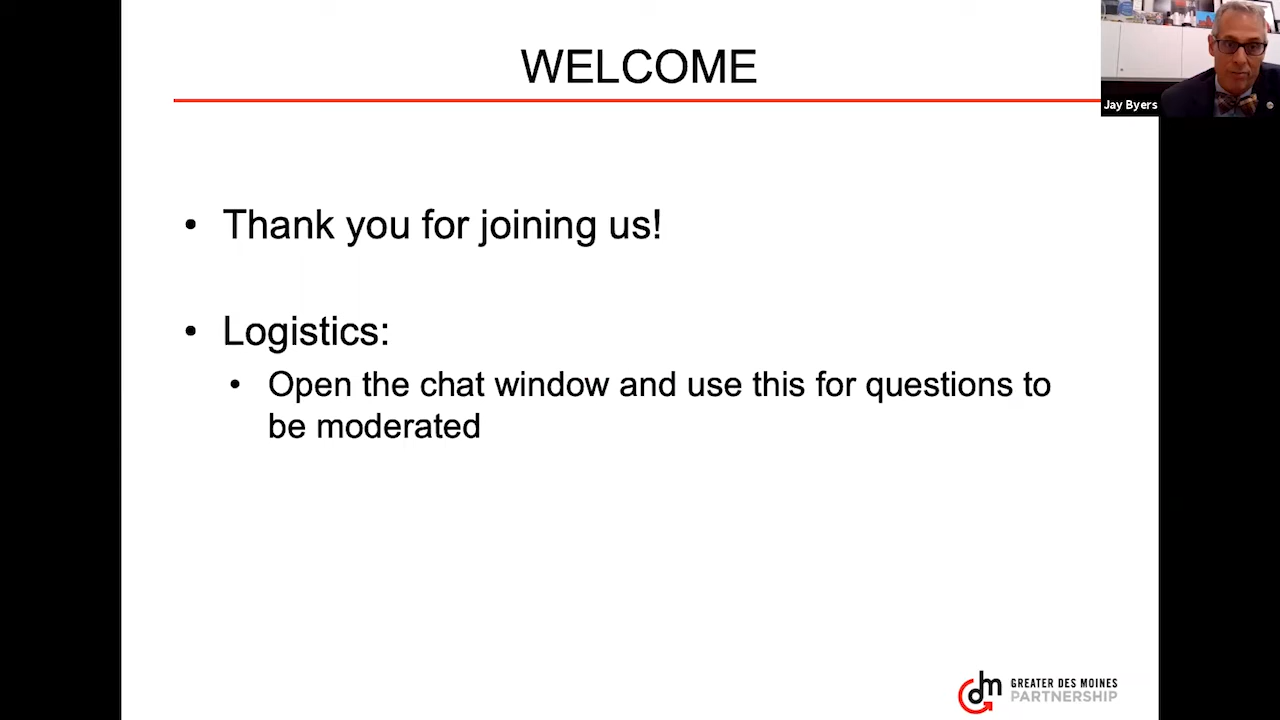 WELCOME
Jay Byers
• Thank you for joining us!
• Logistics:
• Open the chat window and use this for questions to
be moderated
dm
GREATER DES MOINES
PARTNERSHIP